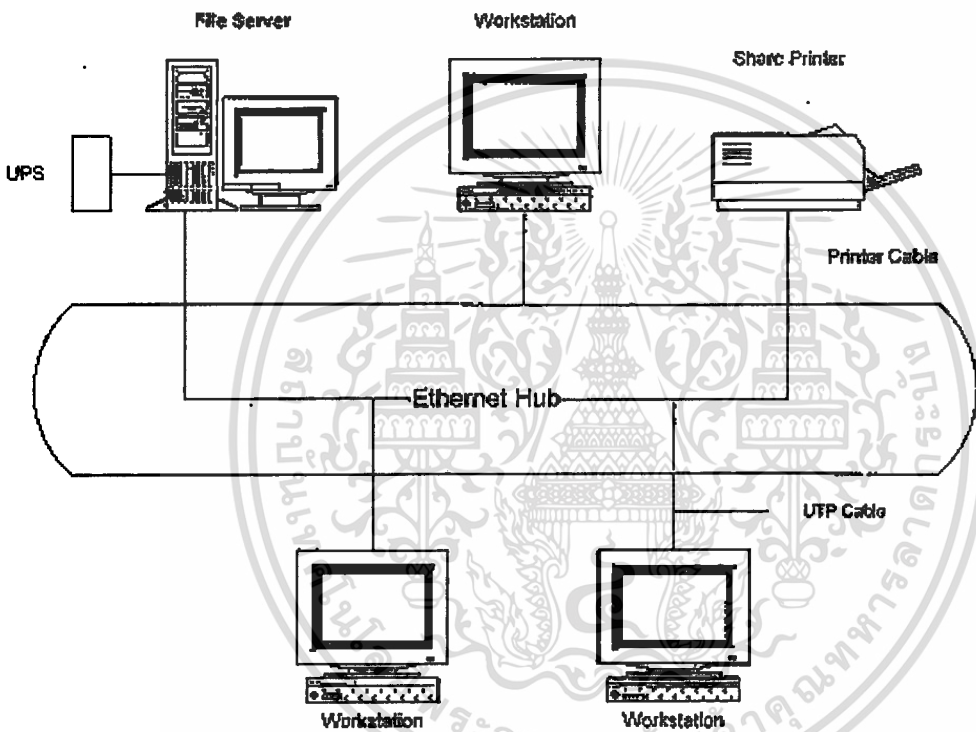 File Server
Workstation
Share Printer
UPS
Printer Cable
Ethernet Hub
UTP Cable
Workstation
Workstation